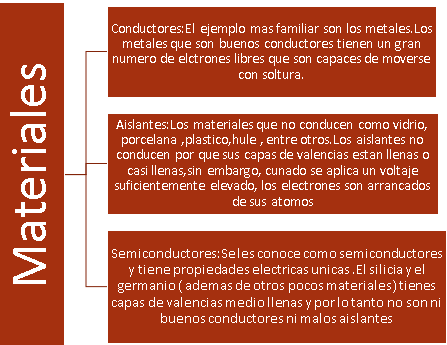 Materiales
Conductores:El ejemplo mas familiar son los metales.Los
metales que son buenos conductores tienen un gran
numero de elctrones libres que son capaces de moverse
con soltura.
Aislantes:Los materiales que no conducen como vidrio,
porcelana ,plastico,hule , entre otros.Los aislantes no
conducen por que sus capas de valencias estan llenas o
casi llenas,sin embargo, cunado se aplica un voltaje
suficientemente elevado, los electrones son arrancados
de sus atomos
Semiconductores:Se les conoce como semiconductores
y tiene propiedades electricas unicas .El silicia y el
germanio ( ademas de otros pocos materiales) tienes
capas de valencias medio llenas y por lo tanto no son ni
buenos conductores ni malos aislantes